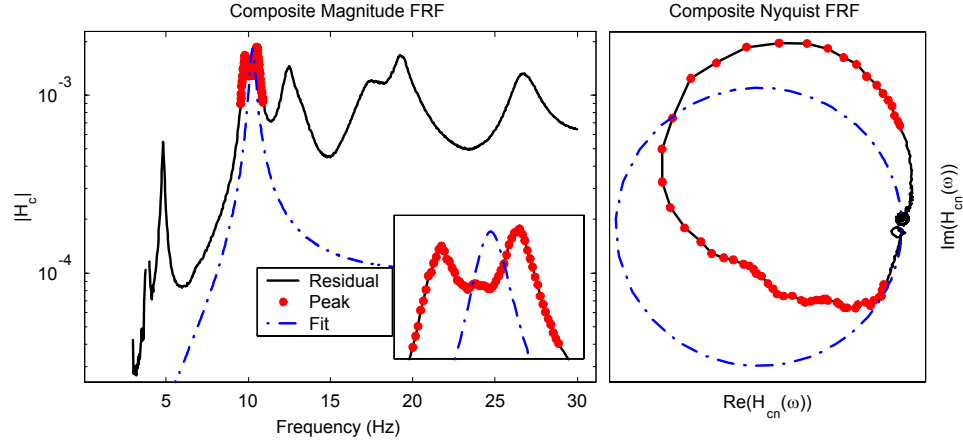 Composite Magnitude FRF
Composite Nyquist FRF
10^-3
10^-4
|H_c|
5 10 15 20 25 30
Frequency (Hz)
Residual
Peak
Fit
Re(H_cn(ω))
Im(H_cn(ω))